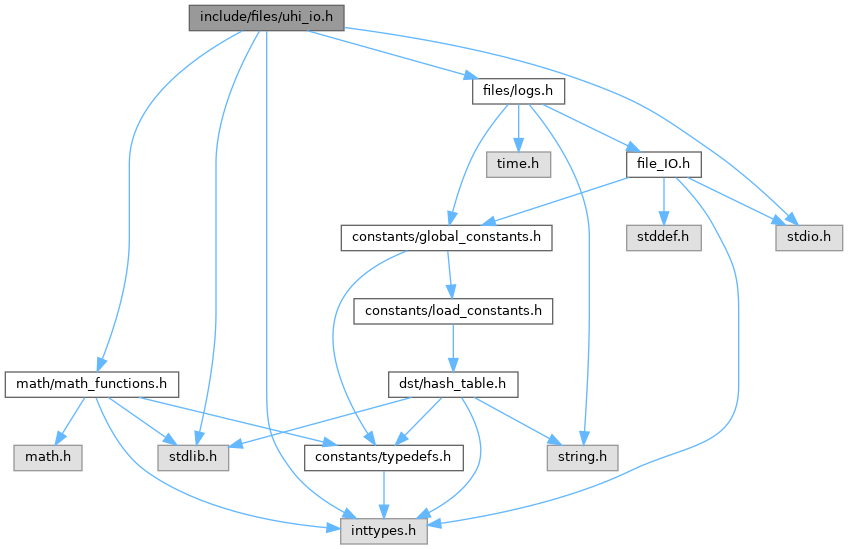 include/files/uhi_io.h
files/logs.h
time.h
file_IO.h
constants/global_constants.h
stddef.h
stdio.h
constants/load_constants.h
math/math_functions.h
dst/hash_table.h
math.h
stdlib.h
constants/typedefs.h
string.h
inttypes.h